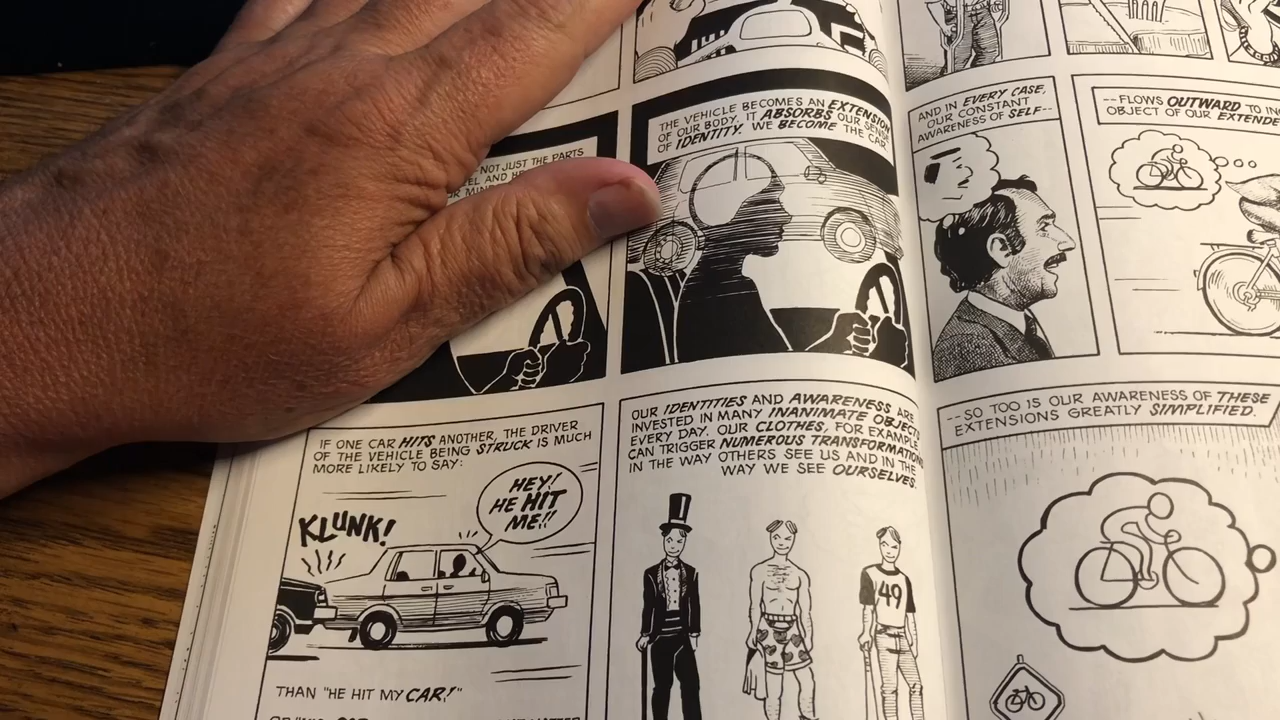 NOT JUST THE PARTS
AND
THE VEHICLE BECOMES AN EXTENSION
OF OUR BODY. IT ABSORBS OUR SENSE
OF IDENTITY. WE BECOME THE CAR.
IF ONE CAR HITS ANOTHER, THE DRIVER
OF THE VEHICLE BEING STRUCK IS MUCH
MORE LIKELY TO SAY:
HEY!
HE HIT
ME!!
KLUNK!
THAN "HE HIT MY CAR!"
OUR IDENTITIES AND AWARENESS ARE
INVESTED IN MANY INANIMATE OBJECTS
EVERY DAY. OUR CLOTHES, FOR EXAMPLE,
CAN TRIGGER NUMEROUS TRANSFORMATIONS
IN THE WAY OTHERS SEE US AND IN THE
WAY WE SEE OURSELVES.
49
AND IN EVERY CASE,
OUR CONSTANT
AWARENESS OF SELF--
--FLOWS OUTWARD TO
OBJECT OF OUR
--SO TOO IS OUR AWARENESS OF THESE
EXTENSIONS GREATLY SIMPLIFIED.